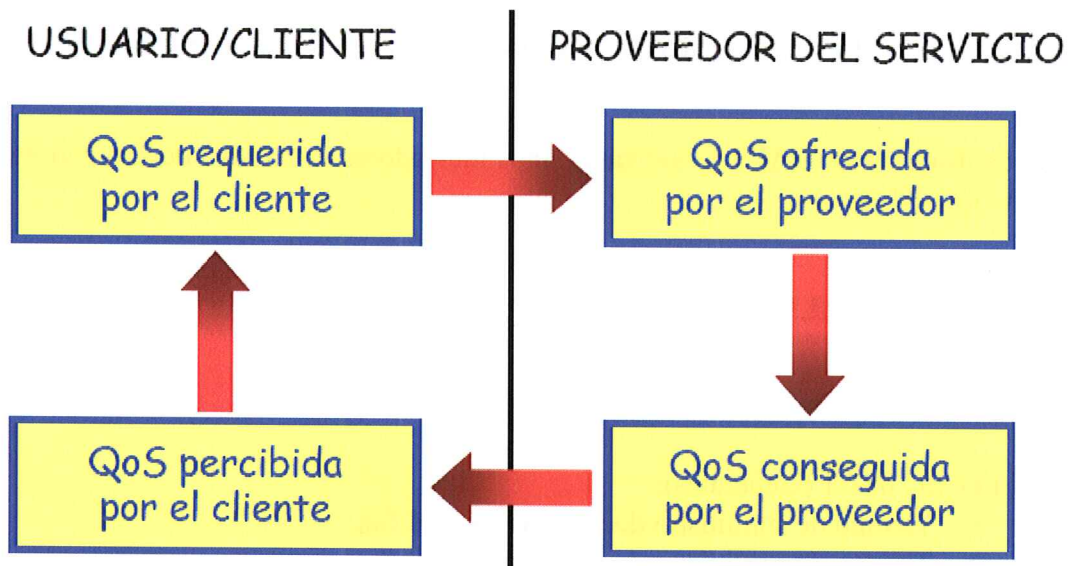 USUARIO/CLIENTE
PROVEEDOR DEL SERVICIO
QoS requerida
por el cliente
QoS ofrecida
por el proveedor
QoS percibida
por el cliente
QoS conseguida
por el proveedor